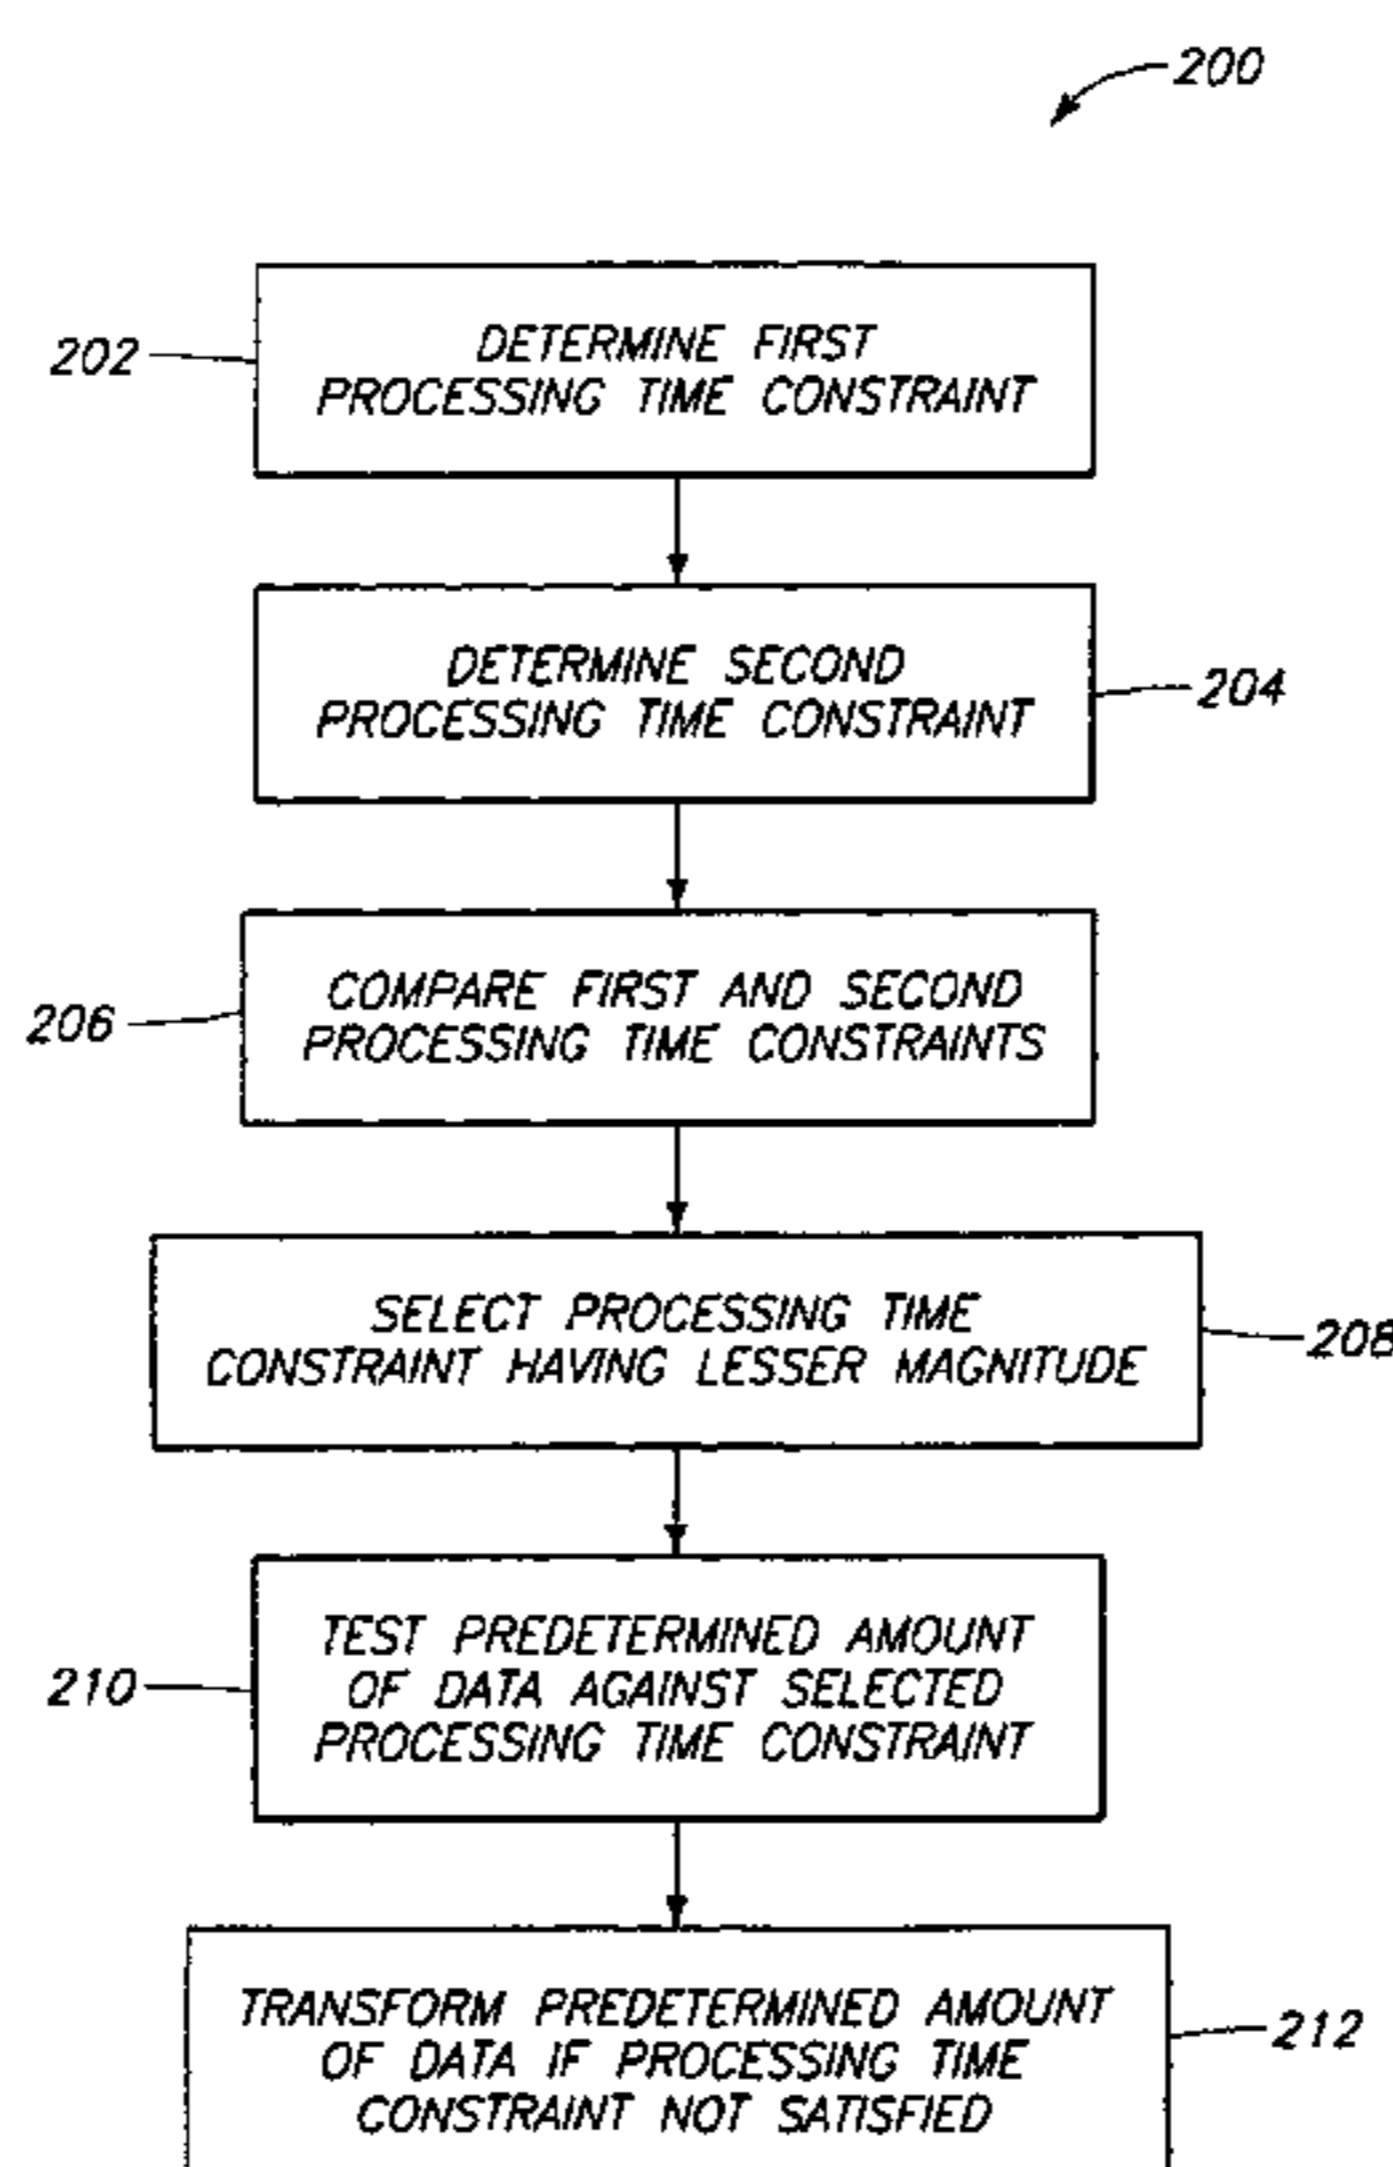 200
202
DETERMINE FIRST
PROCESSING TIME CONSTRAINT
DETERMINE SECOND
PROCESSING TIME CONSTRAINT
204
206
COMPARE FIRST AND SECOND
PROCESSING TIME CONSTRAINTS
SELECT PROCESSING TIME
CONSTRAINT HAVING LESSER MAGNITUDE
208
210
TEST PREDETERMINED AMOUNT
OF DATA AGAINST SELECTED
PROCESSING TIME CONSTRAINT
TRANSFORM PREDETERMINED AMOUNT
OF DATA IF PROCESSING TIME
CONSTRAINT NOT SATISFIED
212